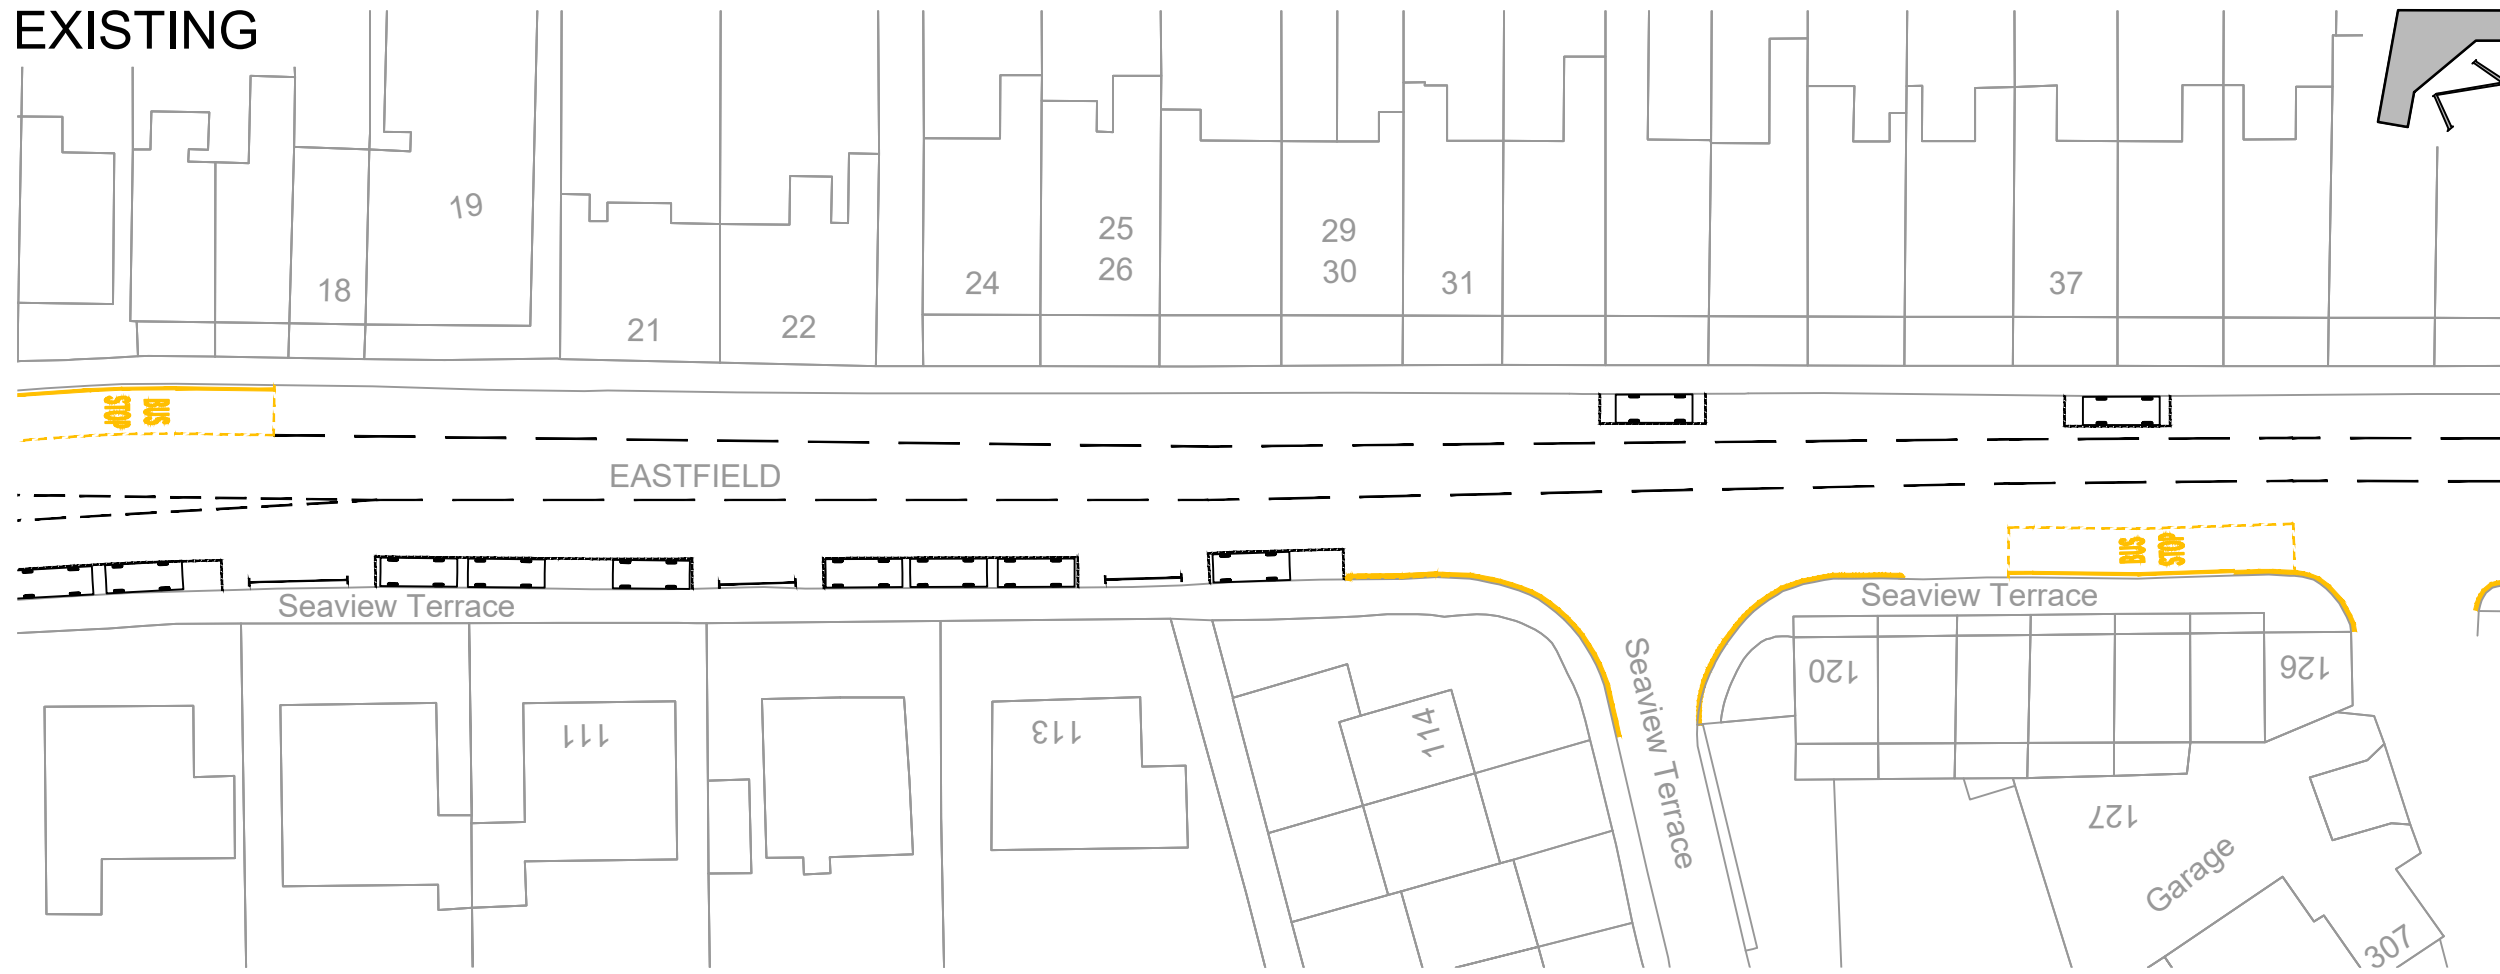 EXISTING
19
18
21
22
24
25
26
29
30
31
37
BUS
STOP
EASTFIELD
BUS
STOP
Seaview Terrace
Seaview Terrace
Seaview Terrace
111
113
114
120
126
127
Garage
307